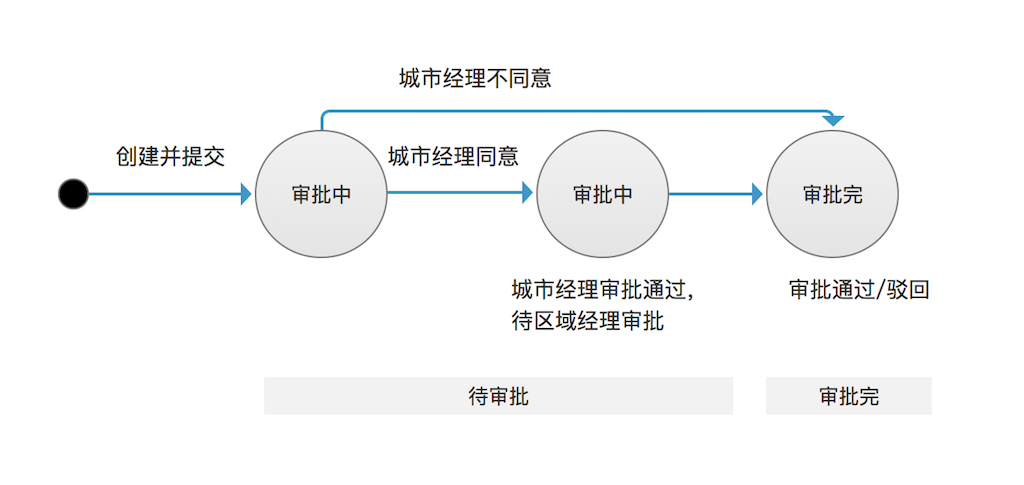 城市经理不同意
创建并提交
城市经理同意
审批中
审批中
审批完
城市经理审批通过,
待区域经理审批
审批通过/驳回
待审批
审批完